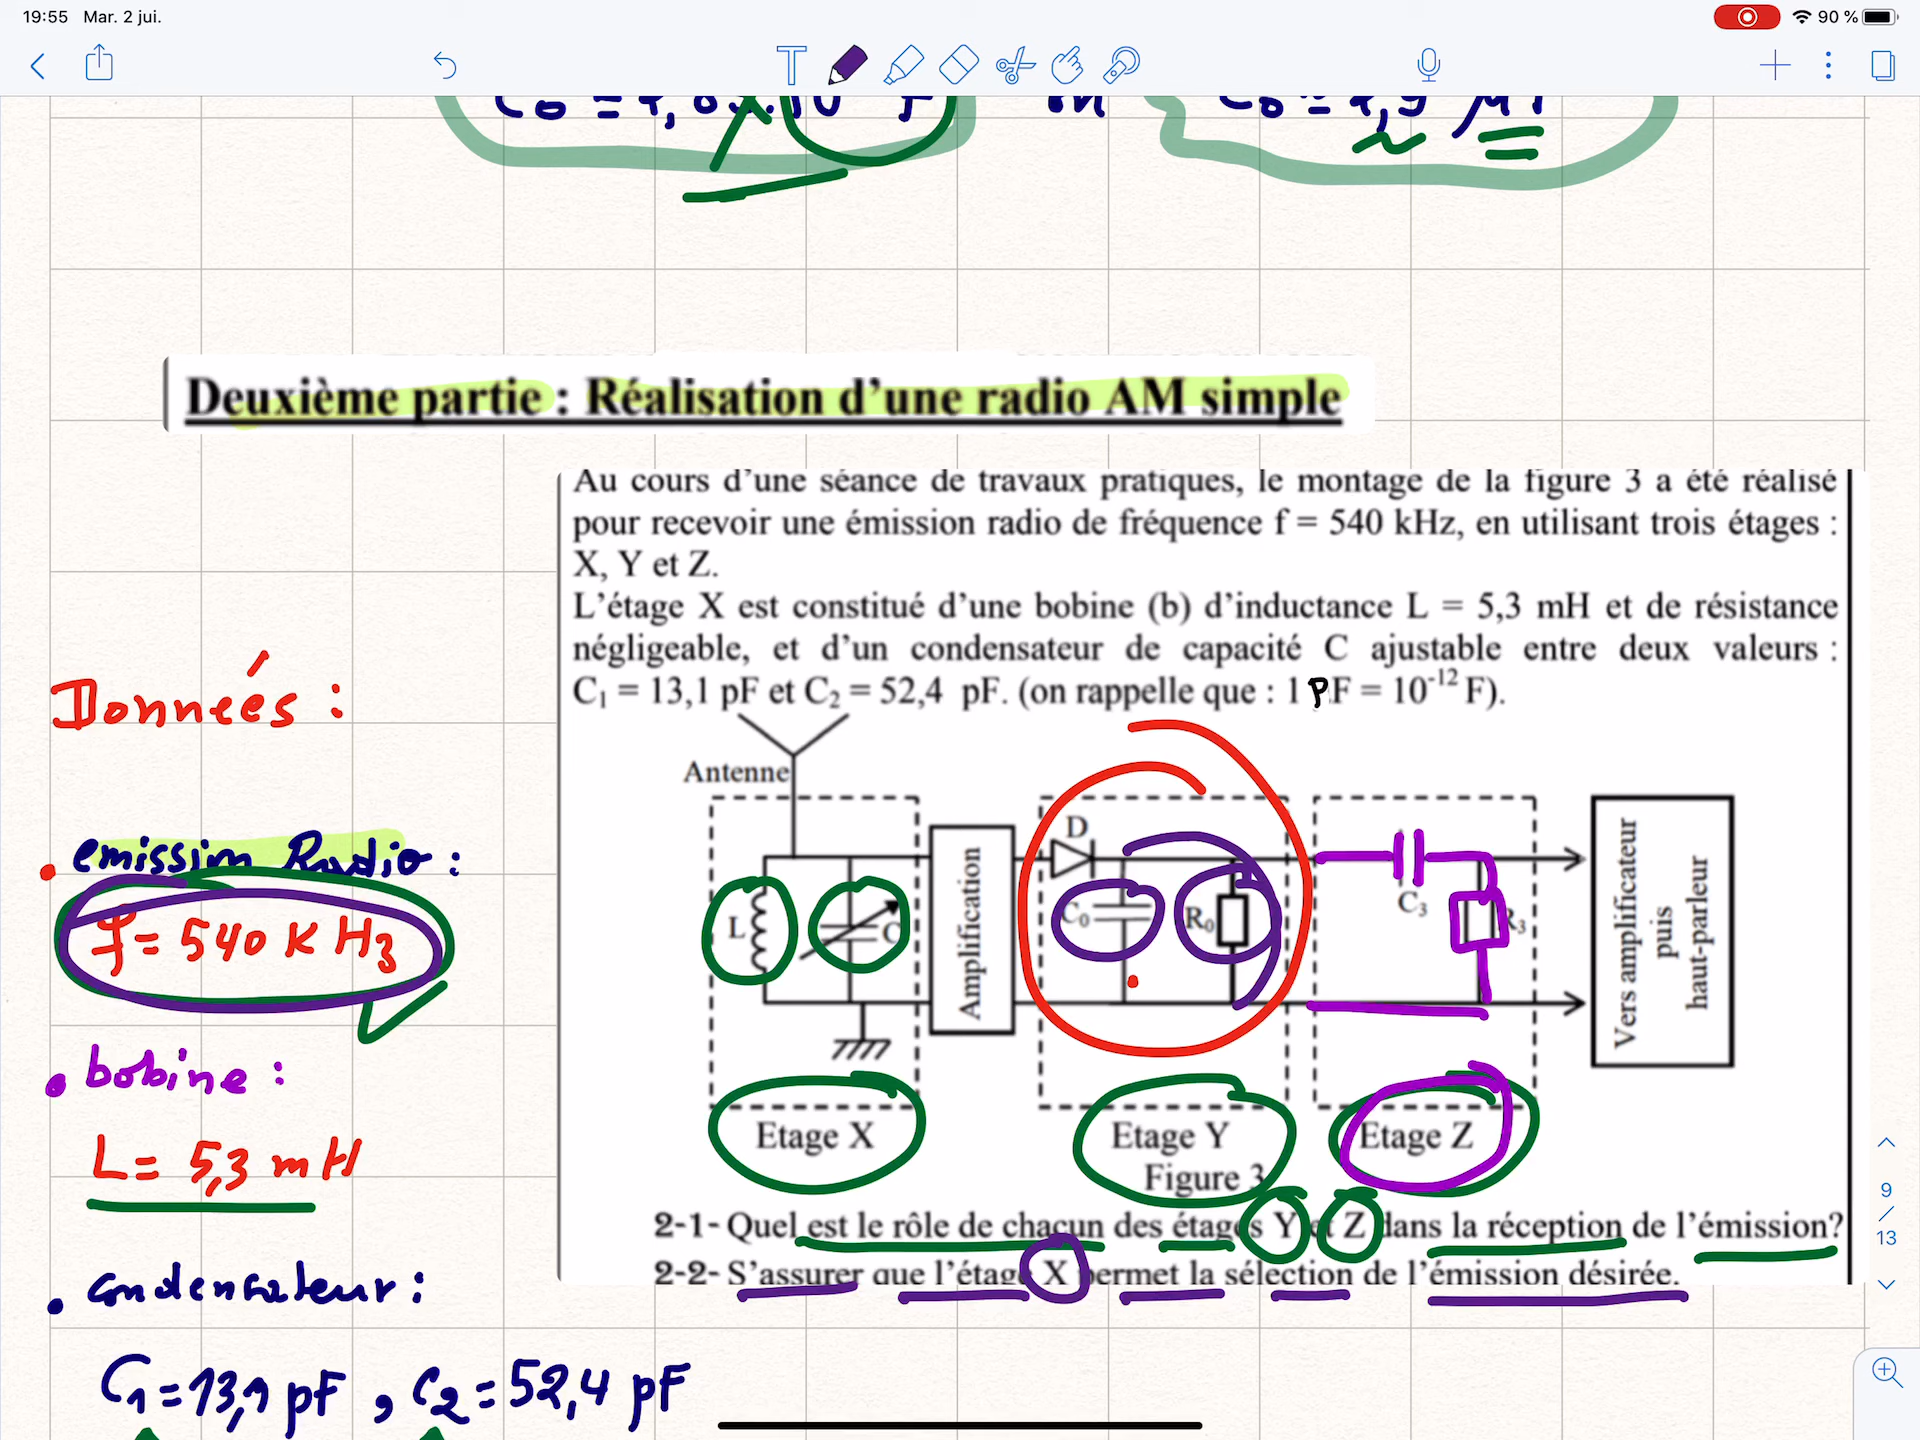 19:55 Mar. 2 jui.
90 %
Deuxième partie : Réalisation d’une radio AM simple
Au cours d’une séance de travaux pratiques, le montage de la figure 3 a été réalisé
pour recevoir une émission radio de fréquence f = 540 kHz, en utilisant trois étages :
X, Y et Z.
L’étage X est constitué d’une bobine (b) d’inductance L = 5,3 mH et de résistance
négligeable, et d’un condensateur de capacité C ajustable entre deux valeurs :
C₁ = 13,1 pF et C₂ = 52,4 pF. (on rappelle que : 1 pF = 10⁻¹² F).
Donneés :
emission Radio :
f = 540 KHz
bobine :
L = 5,3 mH
condensateur :
C₁ = 13,1 pF , C₂ = 52,4 pF
Antenne
L
C
Amplification
D
C₀
R₀
C₃
R₃
Vers amplificateur
puis
haut-parleur
Etage X
Etage Y
Etage Z
Figure 3
2-1- Quel est le rôle de chacun des étages Y et Z dans la réception de l’émission?
2-2- S’assurer que l’étage X permet la sélection de l’émission désirée.
9
/
13